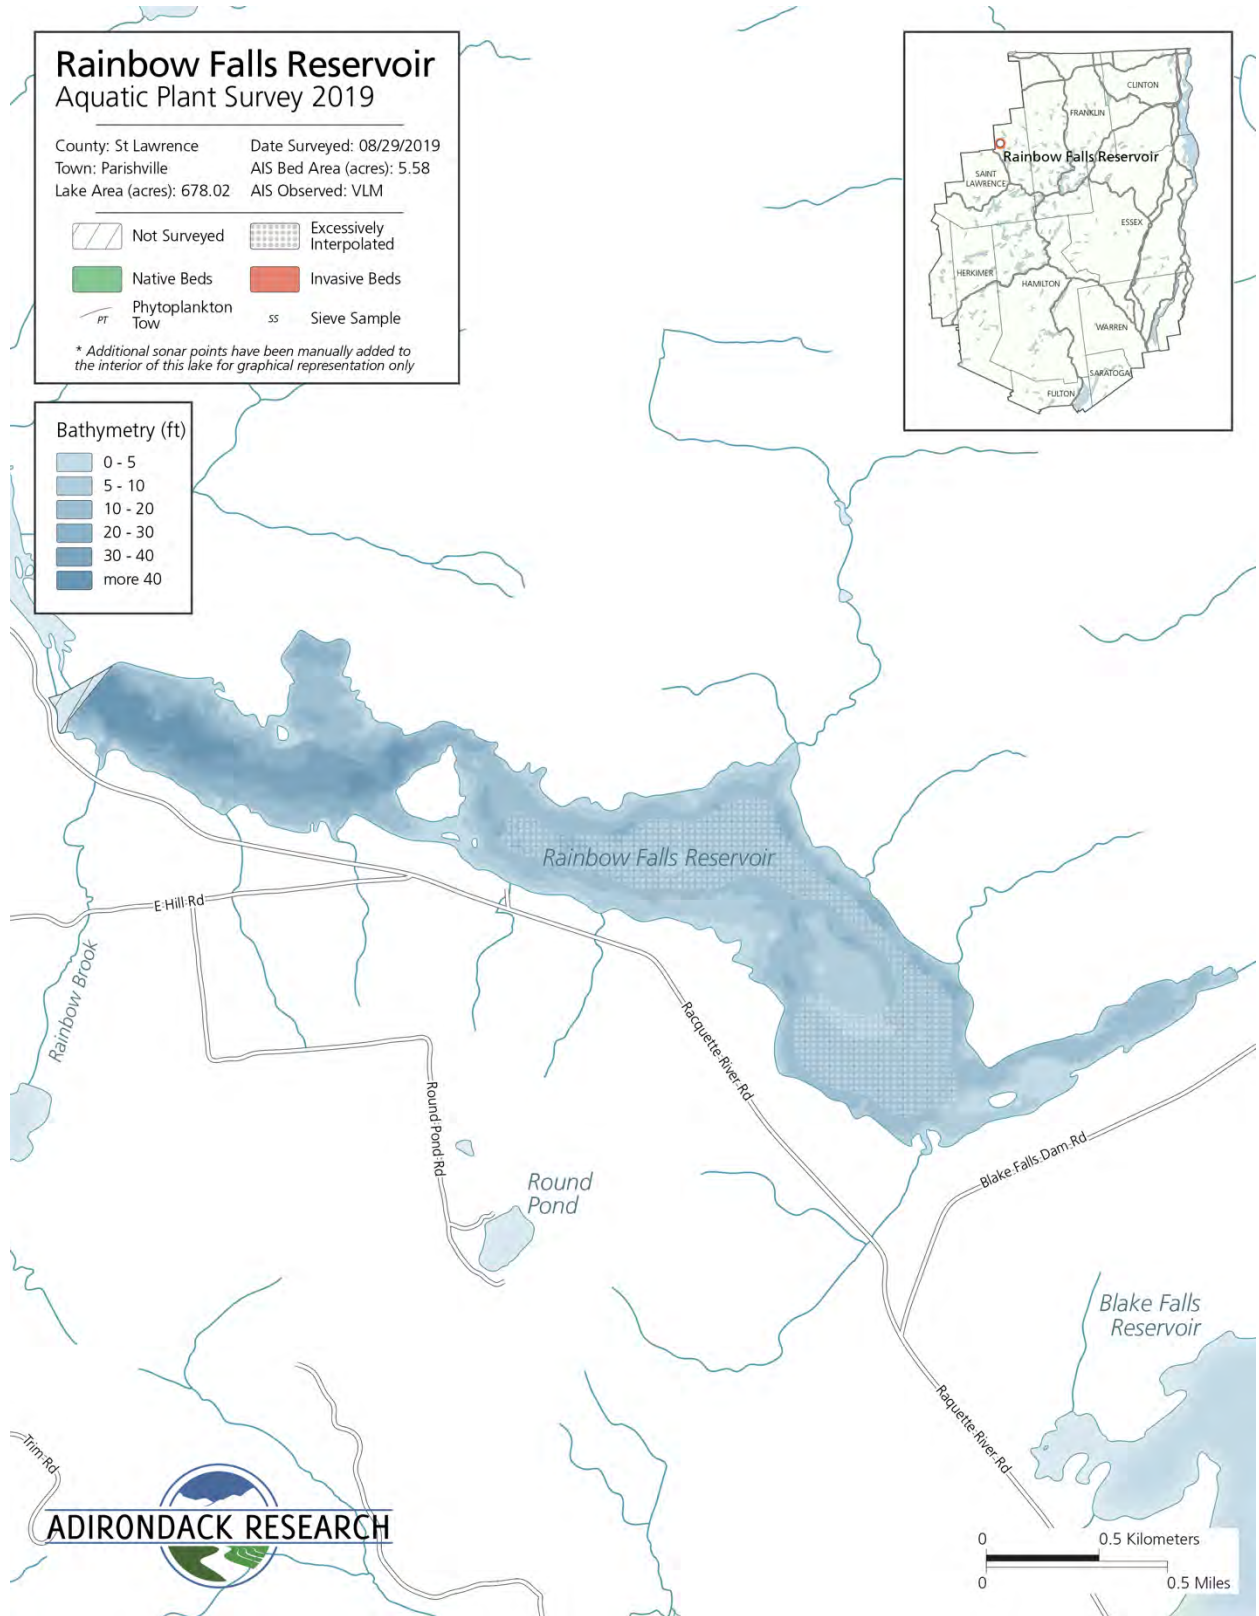 Rainbow Falls Reservoir
Aquatic Plant Survey 2019
County: St Lawrence
Date Surveyed: 08/29/2019
Town: Parishville
AIS Bed Area (acres): 5.58
Lake Area (acres): 678.02
AIS Observed: VLM
Not Surveyed
Excessively
Interpolated
Native Beds
Invasive Beds
PT
Phytoplankton
Tow
SS
Sieve Sample
* Additional sonar points have been manually added to
the interior of this lake for graphical representation only
CLINTON
FRANKLIN
Rainbow Falls Reservoir
SAINT
LAWRENCE
ESSEX
HERKIMER
HAMILTON
WARREN
SARATOGA
FULTON
Bathymetry (ft)
0 - 5
5 - 10
10 - 20
20 - 30
30 - 40
more 40
Rainbow Falls Reservoir
E Hill Rd
Rainbow Brook
Racquette River Rd
Round Pond Rd
Blake Falls Dam Rd
Round
Pond
Blake Falls
Reservoir
Raquette River Rd
Trim Rd
ADIRONDACK RESEARCH
0
0.5 Kilometers
0
0.5 Miles